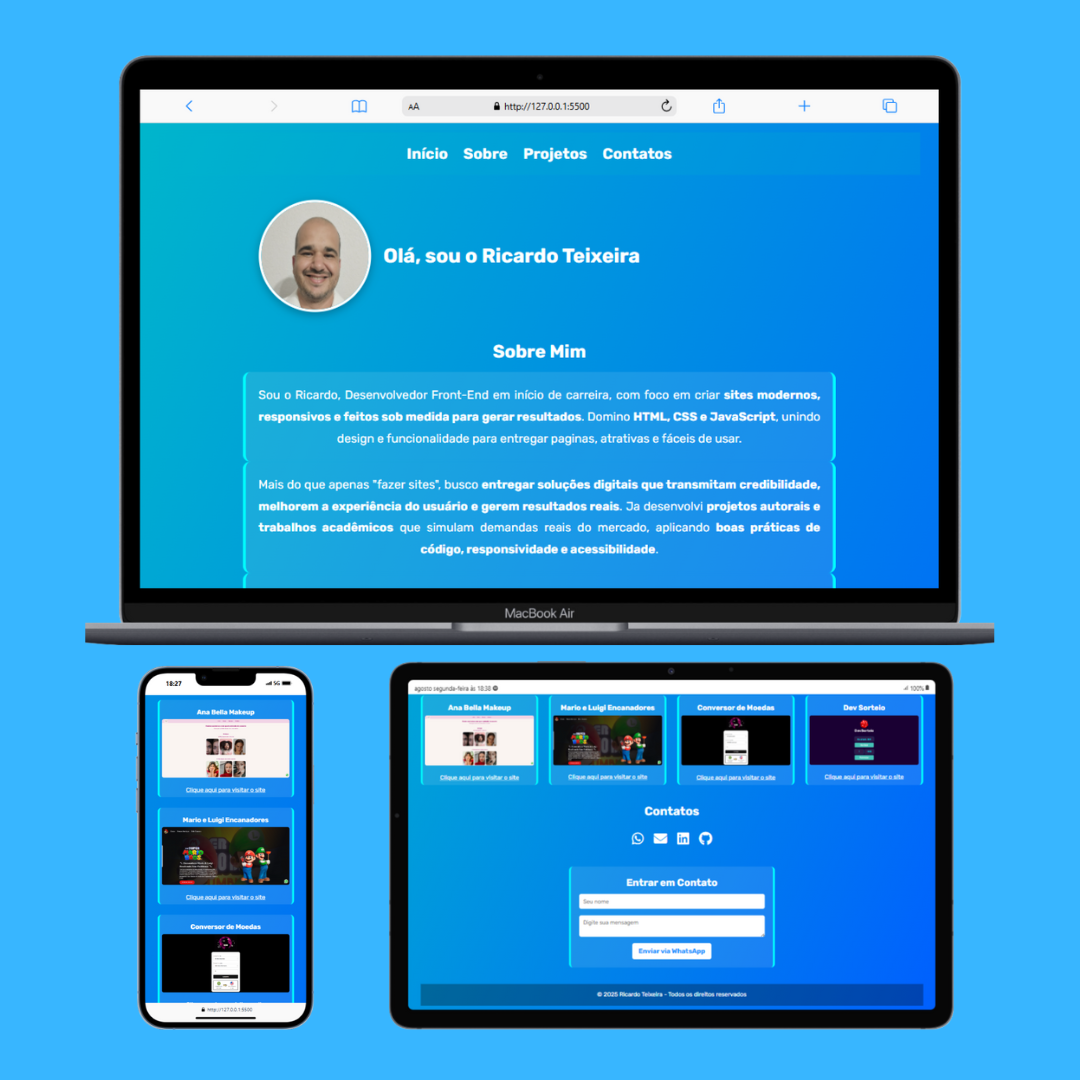 AA
http://127.0.0.1:5500
Início Sobre Projetos Contatos
Olá, sou o Ricardo Teixeira
Sobre Mim
Sou o Ricardo, Desenvolvedor Front-End em início de carreira, com foco em criar sites modernos,
responsivos e feitos sob medida para gerar resultados. Domino HTML, CSS e JavaScript, unindo
design e funcionalidade para entregar paginas, atrativas e fáceis de usar.
Mais do que apenas "fazer sites", busco entregar soluções digitais que transmitam credibilidade,
melhorem a experiência do usuário e gerem resultados reais. Ja desenvolvi projetos autorais e
trabalhos acadêmicos que simulam demandas reais do mercado, aplicando boas práticas de
código, responsividade e acessibilidade.
MacBook Air
18:27
5G
Ana Bella Makeup
Clique aqui para visitar o site
Mario e Luigi Encanadores
Clique aqui para visitar o site
Conversor de Moedas
http://127.0.0.1:5500
agosto segunda-feira às 18:38
100%
Ana Bella Makeup
Clique aqui para visitar o site
Mario e Luigi Encanadores
Clique aqui para visitar o site
Conversor de Moedas
Clique aqui para visitar o site
Dev Sorteio
Clique aqui para visitar o site
Contatos
Entrar em Contato
Seu nome
Digite sua mensagem
Enviar via WhatsApp
© 2025 Ricardo Teixeira - Todos os direitos reservados